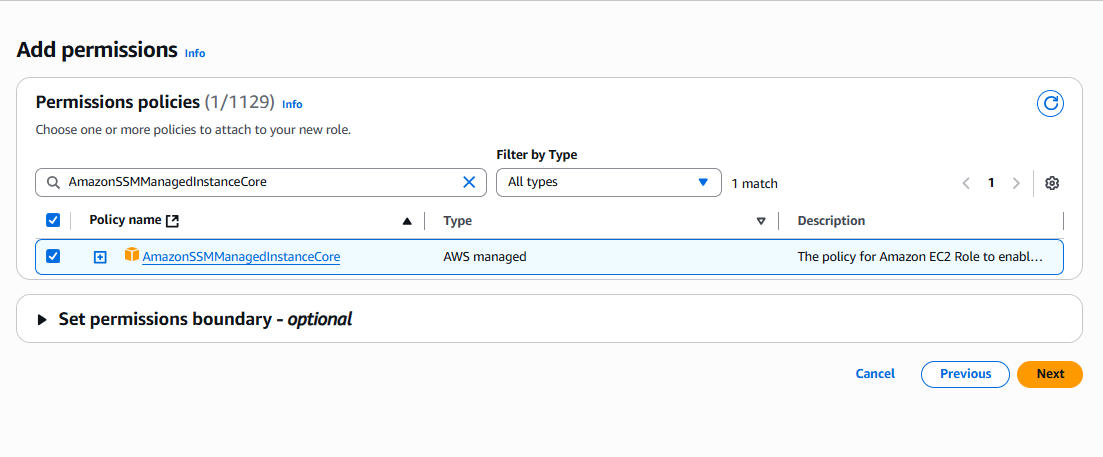 Add permissions Info
Permissions policies (1/1129) Info
Choose one or more policies to attach to your new role.
Filter by Type
AmazonSSMManagedInstanceCore All types 1 match 1
Policy name Type Description
AmazonSSMManagedInstanceCore AWS managed The policy for Amazon EC2 Role to enabl...
Set permissions boundary - optional
Cancel Previous Next